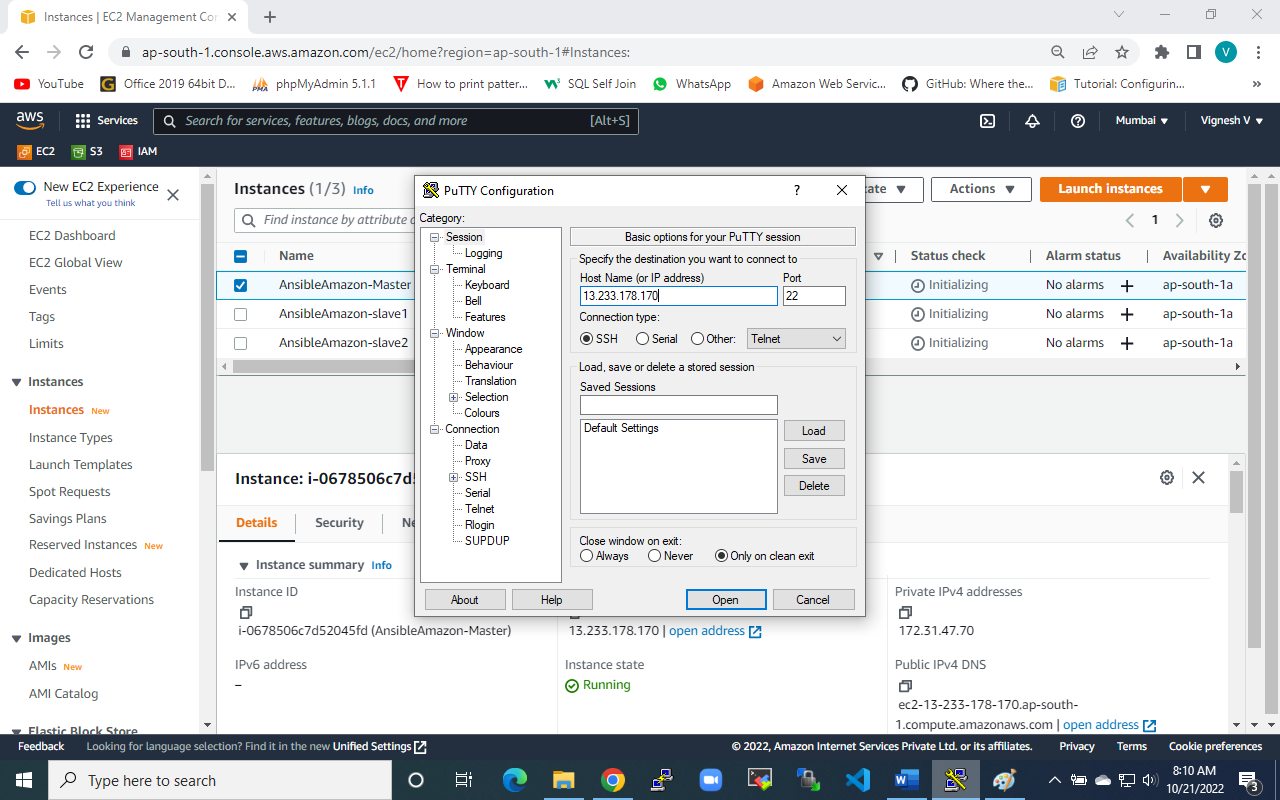 Instances | EC2 Management Con
ap-south-1.console.aws.amazon.com/ec2/home?region=ap-south-1#Instances:
V
YouTube
Office 2019 64bit D...
phpMyAdmin 5.1.1
How to print patter...
SQL Self Join
WhatsApp
Amazon Web Servic...
GitHub: Where the...
Tutorial: Configurin...
»
aws
Services
Search for services, features, blogs, docs, and more
[Alt+S]
Mumbai
Vignesh V
EC2
S3
IAM
New EC2 Experience
Tell us what you think
EC2 Dashboard
EC2 Global View
Events
Tags
Limits
Instances
Instances New
Instance Types
Launch Templates
Spot Requests
Savings Plans
Reserved Instances New
Dedicated Hosts
Capacity Reservations
Images
AMIs New
AMI Catalog
Elastic Block Store
Instances (1/3) Info
Actions
Launch instances
Find instance by attribute
1
Name
Status check
Alarm status
Availability Zo
AnsibleAmazon-Master
Initializing
No alarms
ap-south-1a
AnsibleAmazon-slave1
Initializing
No alarms
ap-south-1a
AnsibleAmazon-slave2
Initializing
No alarms
ap-south-1a
PuTTY Configuration
?
Category:
Session
Logging
Terminal
Keyboard
Bell
Features
Window
Appearance
Behaviour
Translation
Selection
Colours
Connection
Data
Proxy
SSH
Serial
Telnet
Rlogin
SUPDUP
Basic options for your PuTTY session
Specify the destination you want to connect to
Host Name (or IP address)
Port
13.233.178.170
22
Connection type:
SSH
Serial
Other:
Telnet
Load, save or delete a stored session
Saved Sessions
Default Settings
Load
Save
Delete
Close window on exit:
Always
Never
Only on clean exit
About
Help
Open
Cancel
Instance: i-0678506c7d5
Details
Security
Instance summary Info
Instance ID
i-0678506c7d52045fd (AnsibleAmazon-Master)
IPv6 address
–
13.233.178.170 | open address
Instance state
Running
Private IPv4 addresses
172.31.47.70
Public IPv4 DNS
ec2-13-233-178-170.ap-south-
1.compute.amazonaws.com | open address
Feedback
Looking for language selection? Find it in the new Unified Settings
© 2022, Amazon Internet Services Private Ltd. or its affiliates.
Privacy
Terms
Cookie preferences
Type here to search
8:10 AM
10/21/2022
3